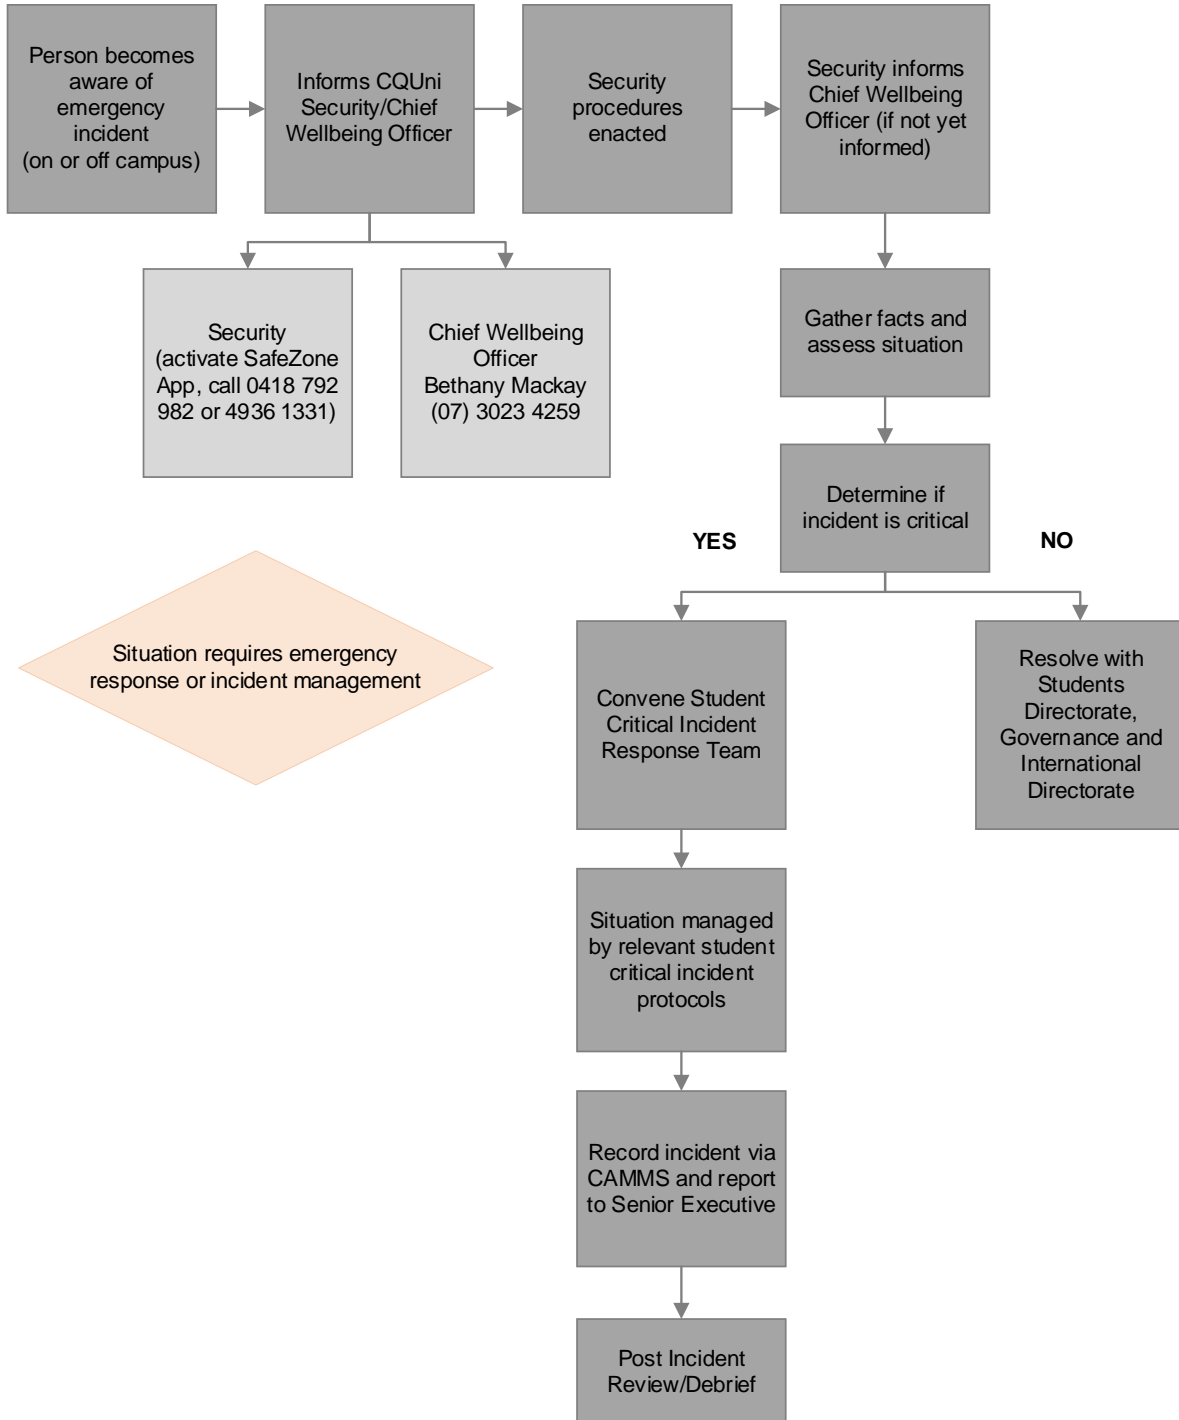 Person becomes
aware of
emergency
incident
(on or off campus)
Informs CQUni
Security/Chief
Wellbeing Officer
Security
procedures
enacted
Security informs
Chief Wellbeing
Officer (if not yet
informed)
Security
(activate SafeZone
App, call 0418 792
982 or 4936 1331)
Chief Wellbeing
Officer
Bethany Mackay
(07) 3023 4259
Gather facts and
assess situation
Determine if
incident is critical
YES
NO
Situation requires emergency
response or incident management
Convene Student
Critical Incident
Response Team
Resolve with
Students
Directorate,
Governance and
International
Directorate
Situation managed
by relevant student
critical incident
protocols
Record incident via
CAMMS and report
to Senior Executive
Post Incident
Review/Debrief